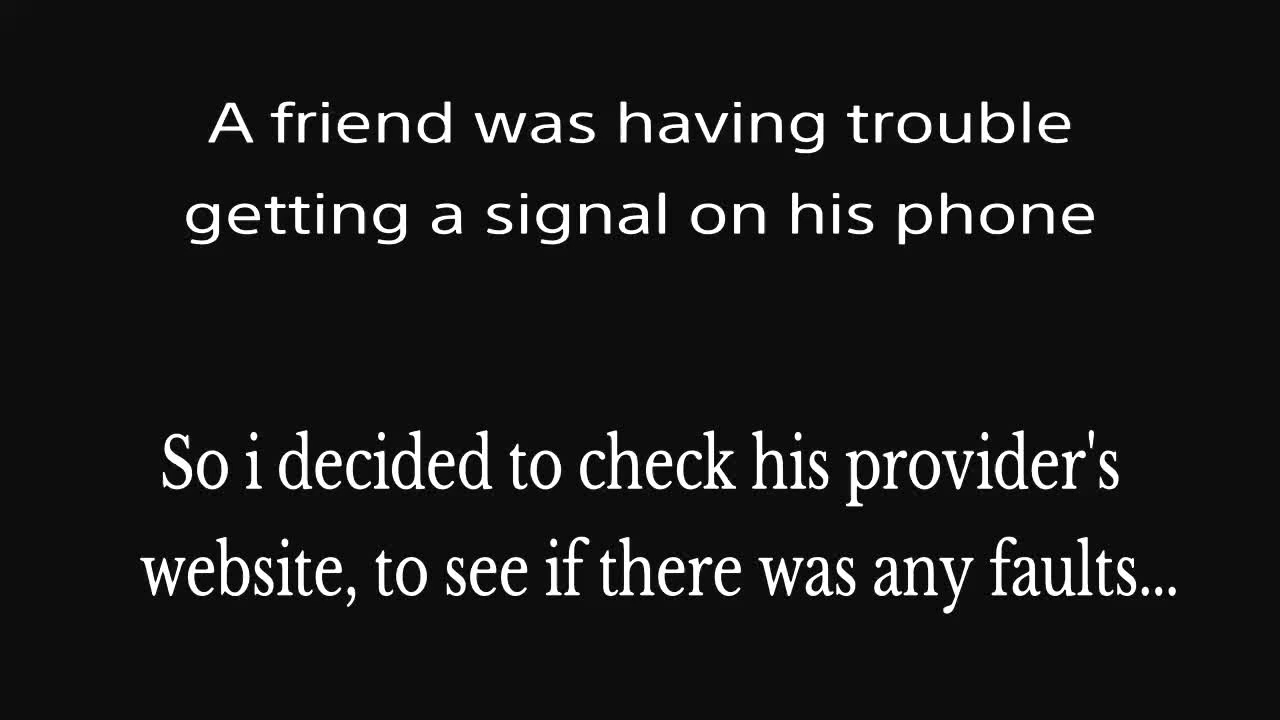 A friend was having trouble
getting a signal on his phone
So i decided to check his provider's
website, to see if there was any faults...